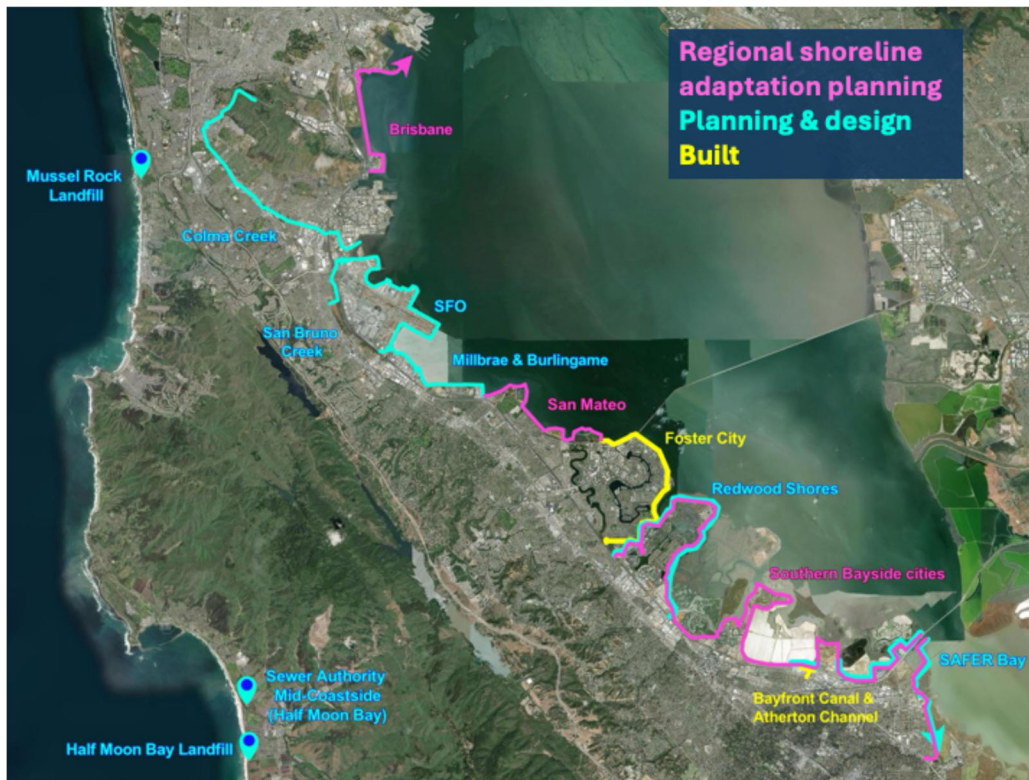 Regional shoreline
adaptation planning
Planning & design
Built
Brisbane
Mussel Rock
Landfill
Colma Creek
SFO
San Bruno
Creek
Millbrae & Burlingame
San Mateo
Foster City
Redwood Shores
Southern Bayside cities
SAFER Bay
Sewer Authority
Mid-Coastside
(Half Moon Bay)
Bayfront Canal &
Atherton Channel
Half Moon Bay Landfill